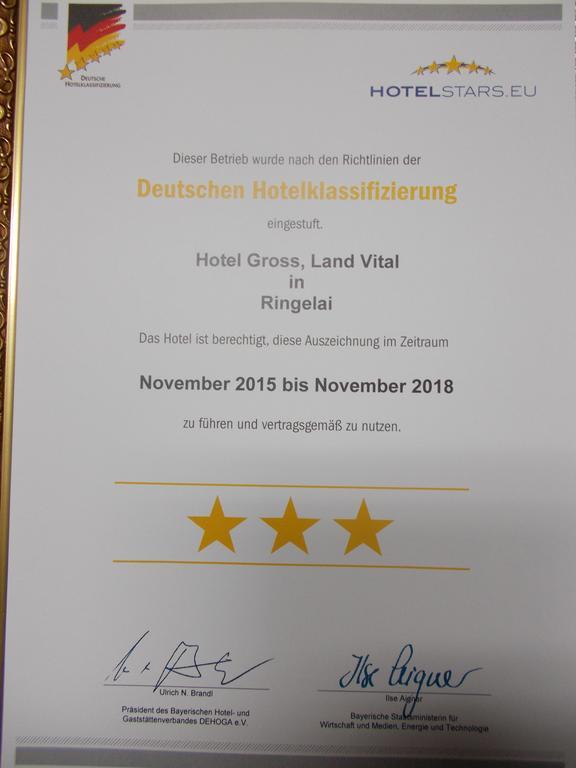 DEUTSCHE
HOTELKLASSIFIZIERUNG
HOTELSTARS.EU
Dieser Betrieb wurde nach den Richtlinien der
Deutschen Hotelklassifizierung
eingestuft.
Hotel Gross, Land Vital
in
Ringelai
Das Hotel ist berechtigt, diese Auszeichnung im Zeitraum
November 2015 bis November 2018
zu führen und vertragsgemäß zu nutzen.
Ilse Aigner
Ulrich N. Brandl
Präsident des Bayerischen Hotel- und
Gaststättenverbandes DEHOGA e.V.
Ilse Aigner
Bayerische Staatsministerin für
Wirtschaft und Medien, Energie und Technologie